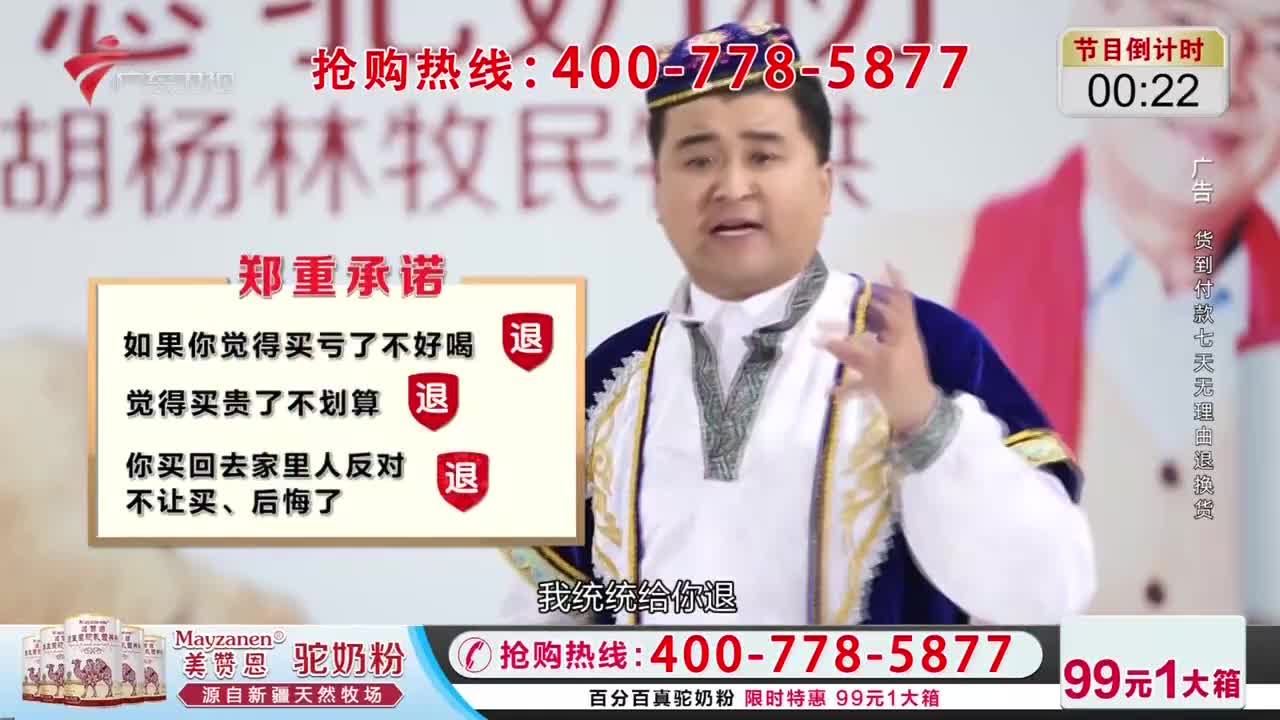 抢购热线:400-778-5877
节目倒计时
00:22
胡杨林牧民
广告 货到付款七天无理由退换货
郑重承诺
如果你觉得买亏了不好喝 退
觉得买贵了不划算 退
你买回去家里人反对
不让买、后悔了 退
我统统给你退
Mayzanen®
美赞恩 驼奶粉
源自新疆天然牧场
抢购热线:400-778-5877
百分百真驼奶粉 限时特惠 99元1大箱
99元1大箱